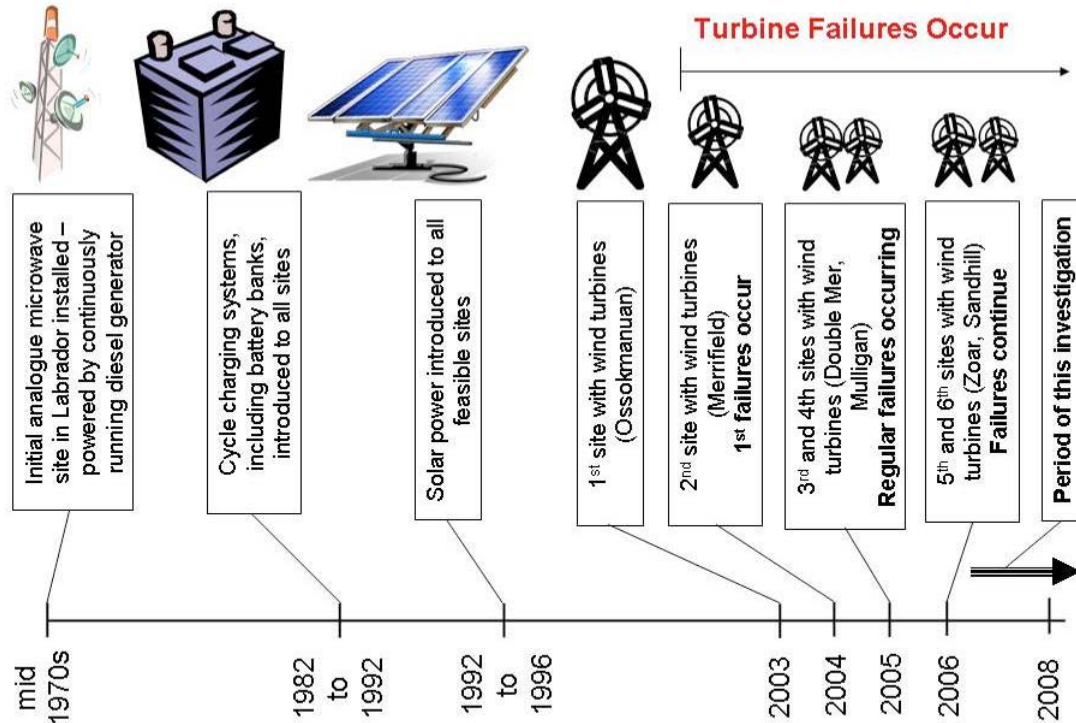 Turbine Failures Occur
Initial analogue microwave
site in Labrador installed –
powered by continuously
running diesel generator
Cycle charging systems,
including battery banks,
introduced to all sites
Solar power introduced to all
feasible sites
1st site with wind turbines
(Ossokmanuan)
2nd site with wind turbines
(Merrifield)
1st failures occur
3rd and 4th sites with wind
turbines (Double Mer,
Mulligan)
Regular failures occurring
5th and 6th sites with wind
turbines (Zoar, Sandhill)
Failures continue
Period of this investigation
mid
1970s
1982
to
1992
1992
to
1996
2003
2004
2005
2006
2008